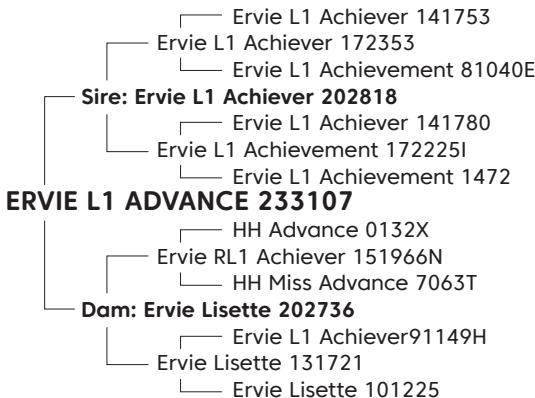 Ervie L1 Achiever 141753
Ervie L1 Achiever 172353
Ervie L1 Achievement 81040E
Sire: Ervie L1 Achiever 202818
Ervie L1 Achiever 141780
Ervie L1 Achievement 172225I
Ervie L1 Achievement 1472
ERVIE L1 ADVANCE 233107
HH Advance 0132X
Ervie RL1 Achiever 151966N
HH Miss Advance 7063T
Dam: Ervie Lisette 202736
Ervie L1 Achiever91149H
Ervie Lisette 131721
Ervie Lisette 101225